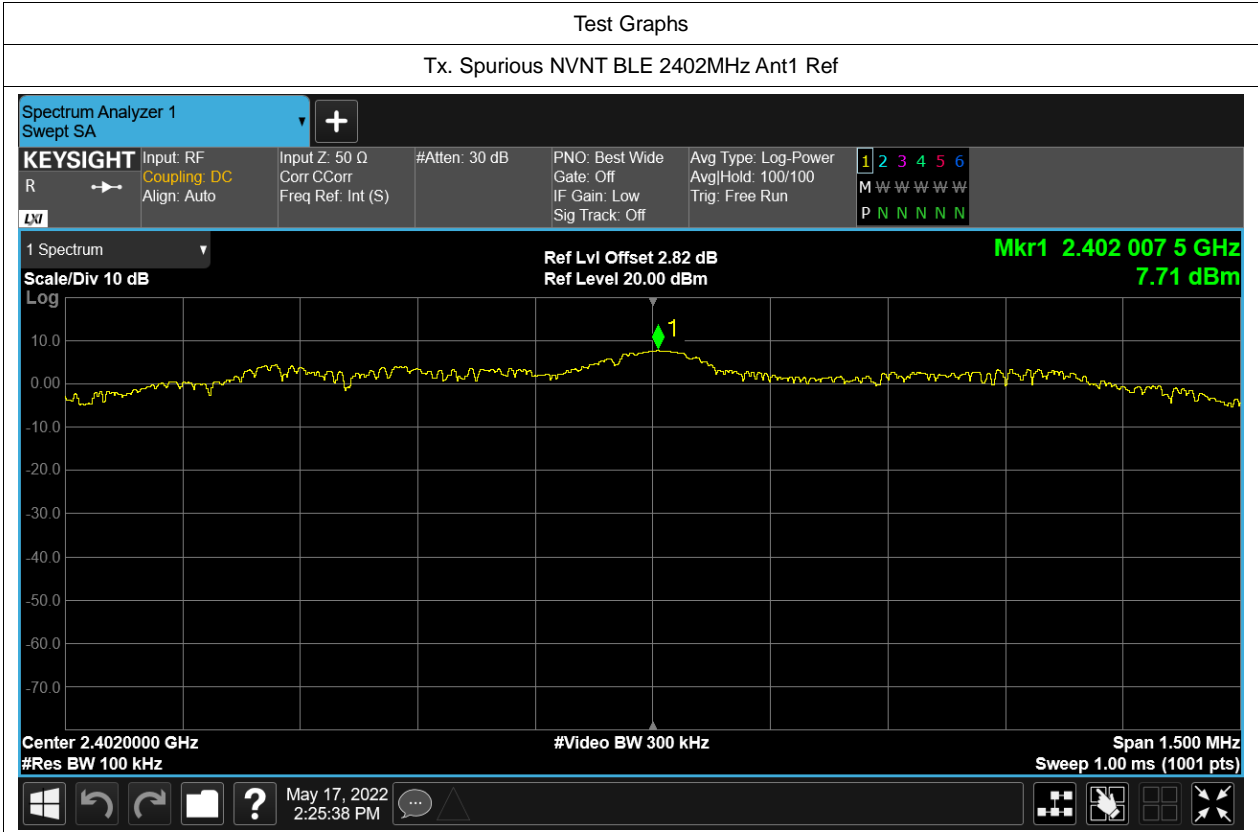 Test Graphs
Tx. Spurious NVNT BLE 2402MHz Ant1 Ref
Spectrum Analyzer 1
Swept SA
+
KEYSIGHT
R
LXI
Input: RF
Coupling: DC
Align: Auto
Input Z: 50 Ω
Corr CCorr
Freq Ref: Int (S)
#Atten: 30 dB
PNO: Best Wide
Gate: Off
IF Gain: Low
Sig Track: Off
Avg Type: Log-Power
Avg|Hold: 100/100
Trig: Free Run
1 2 3 4 5 6
M W W W W W
P N N N N N
1 Spectrum
Scale/Div 10 dB
Log
Ref Lvl Offset 2.82 dB
Ref Level 20.00 dBm
Mkr1 2.402 007 5 GHz
7.71 dBm
1
10.0
0.00
-10.0
-20.0
-30.0
-40.0
-50.0
-60.0
-70.0
Center 2.4020000 GHz
#Res BW 100 kHz
#Video BW 300 kHz
Span 1.500 MHz
Sweep 1.00 ms (1001 pts)
?
May 17, 2022
2:25:38 PM